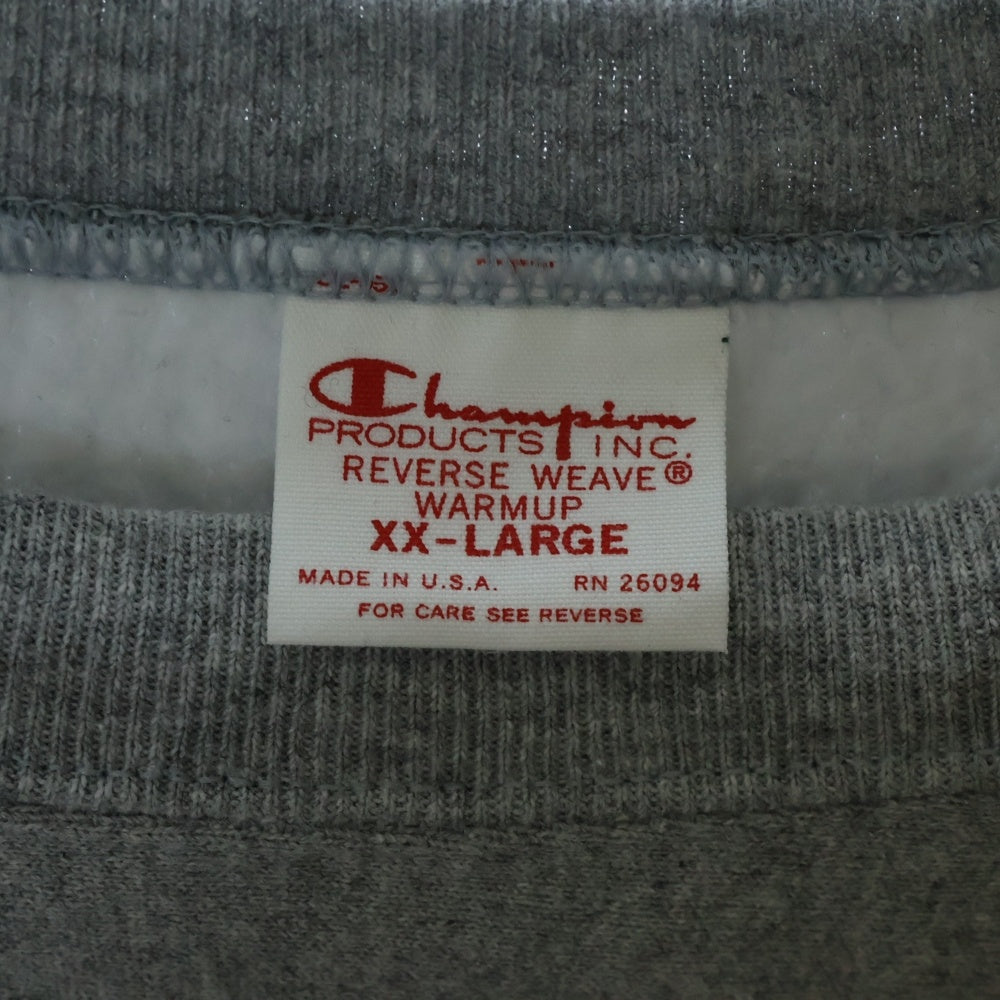 Champion
PRODUCTS INC.
REVERSE WEAVE®
WARMUP
XX-LARGE
MADE IN U.S.A. RN 26094
FOR CARE SEE REVERSE